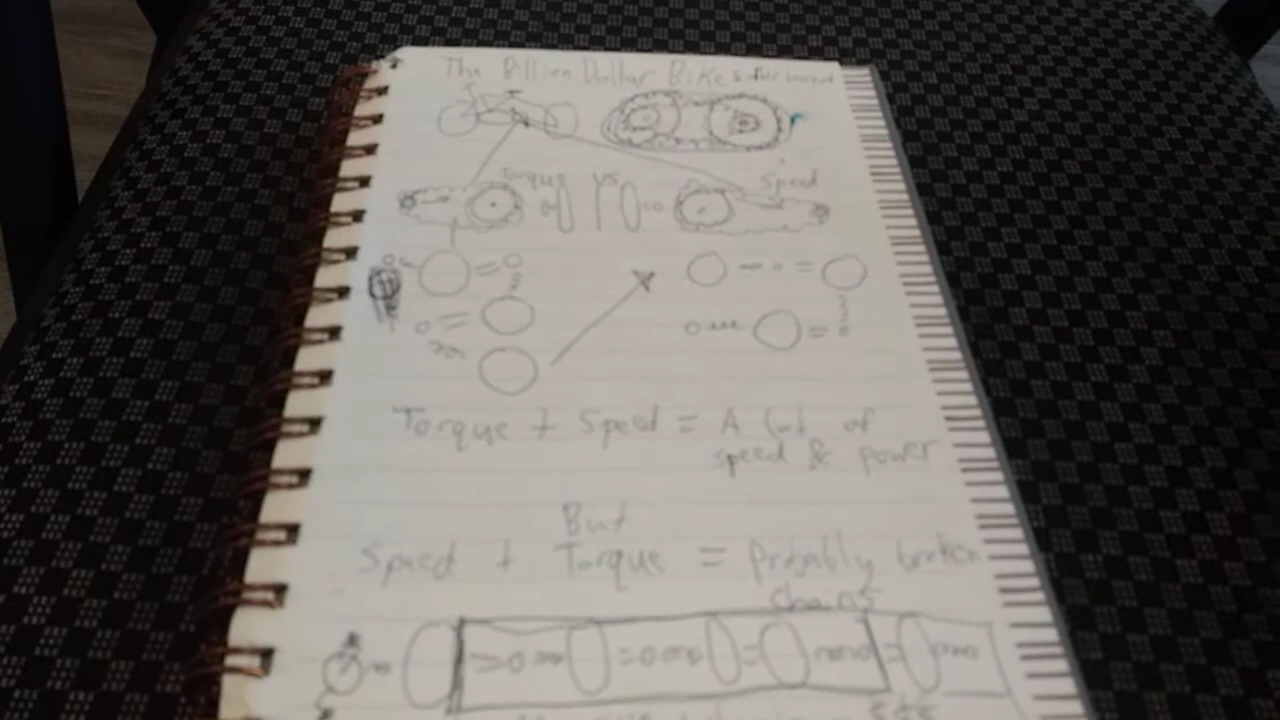 The Billion Dollar Bike &
Torque vs Speed
Torque + Speed = A lot of
speed & power
But
Speed + Torque = Probably broken
chains